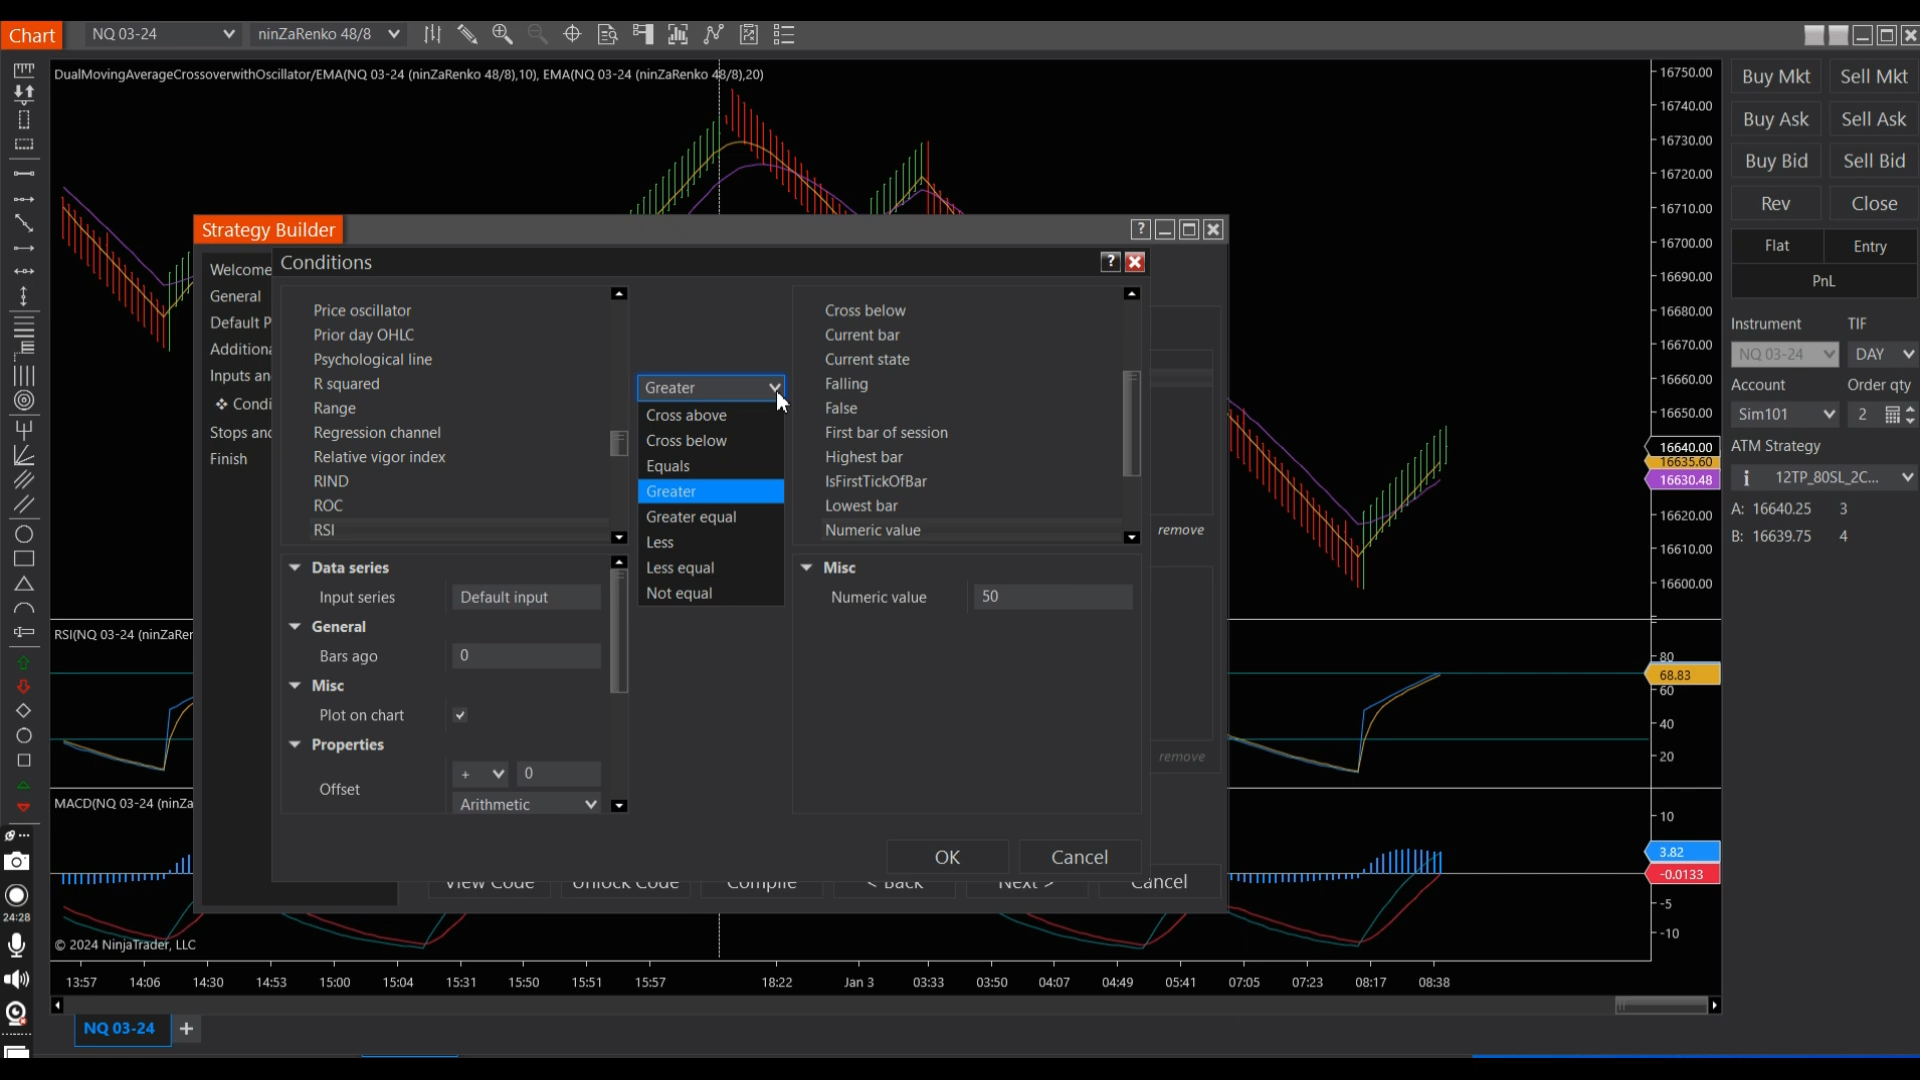 Chart
NQ 03-24
ninZaRenko 48/8
DualMovingAverageCrossoverwithOscillator/EMA(NQ 03-24 (ninZaRenko 48/8),10), EMA(NQ 03-24 (ninZaRenko 48/8),20)
16750.00
16740.00
16730.00
16720.00
16710.00
16700.00
16690.00
16680.00
16670.00
16660.00
16650.00
16640.00
16635.60
16630.48
16620.00
16610.00
16600.00
Buy Mkt
Sell Mkt
Buy Ask
Sell Ask
Buy Bid
Sell Bid
Rev
Close
Flat
Entry
PnL
Instrument
TIF
NQ 03-24
DAY
Account
Order qty
Sim101
2
ATM Strategy
i
12TP_80SL_2C...
A: 16640.25 3
B: 16639.75 4
Strategy Builder
?
Welcome
General
Default P
Additiona
Inputs an
Condi
Stops and
Finish
Conditions
?
Price oscillator
Prior day OHLC
Psychological line
R squared
Range
Regression channel
Relative vigor index
RIND
ROC
RSI
Greater
Cross above
Cross below
Equals
Greater
Greater equal
Less
Less equal
Not equal
Cross below
Current bar
Current state
Falling
False
First bar of session
Highest bar
IsFirstTickOfBar
Lowest bar
Numeric value
remove
Data series
Input series
Default input
General
Bars ago
0
Misc
Plot on chart
Properties
Offset
+
0
Arithmetic
Misc
Numeric value
50
remove
OK
Cancel
View Code
Unlock Code
Compile
< Back
Next >
Cancel
RSI(NQ 03-24 (ninZaRer
80
68.83
60
40
20
MACD(NQ 03-24 (ninZa
10
3.82
-0.0133
-5
-10
24:28
© 2024 NinjaTrader, LLC
13:57
14:06
14:30
14:53
15:00
15:04
15:31
15:50
15:51
15:57
18:22
Jan 3
03:33
03:50
04:07
04:49
05:41
07:05
07:23
08:17
08:38
NQ 03-24
+